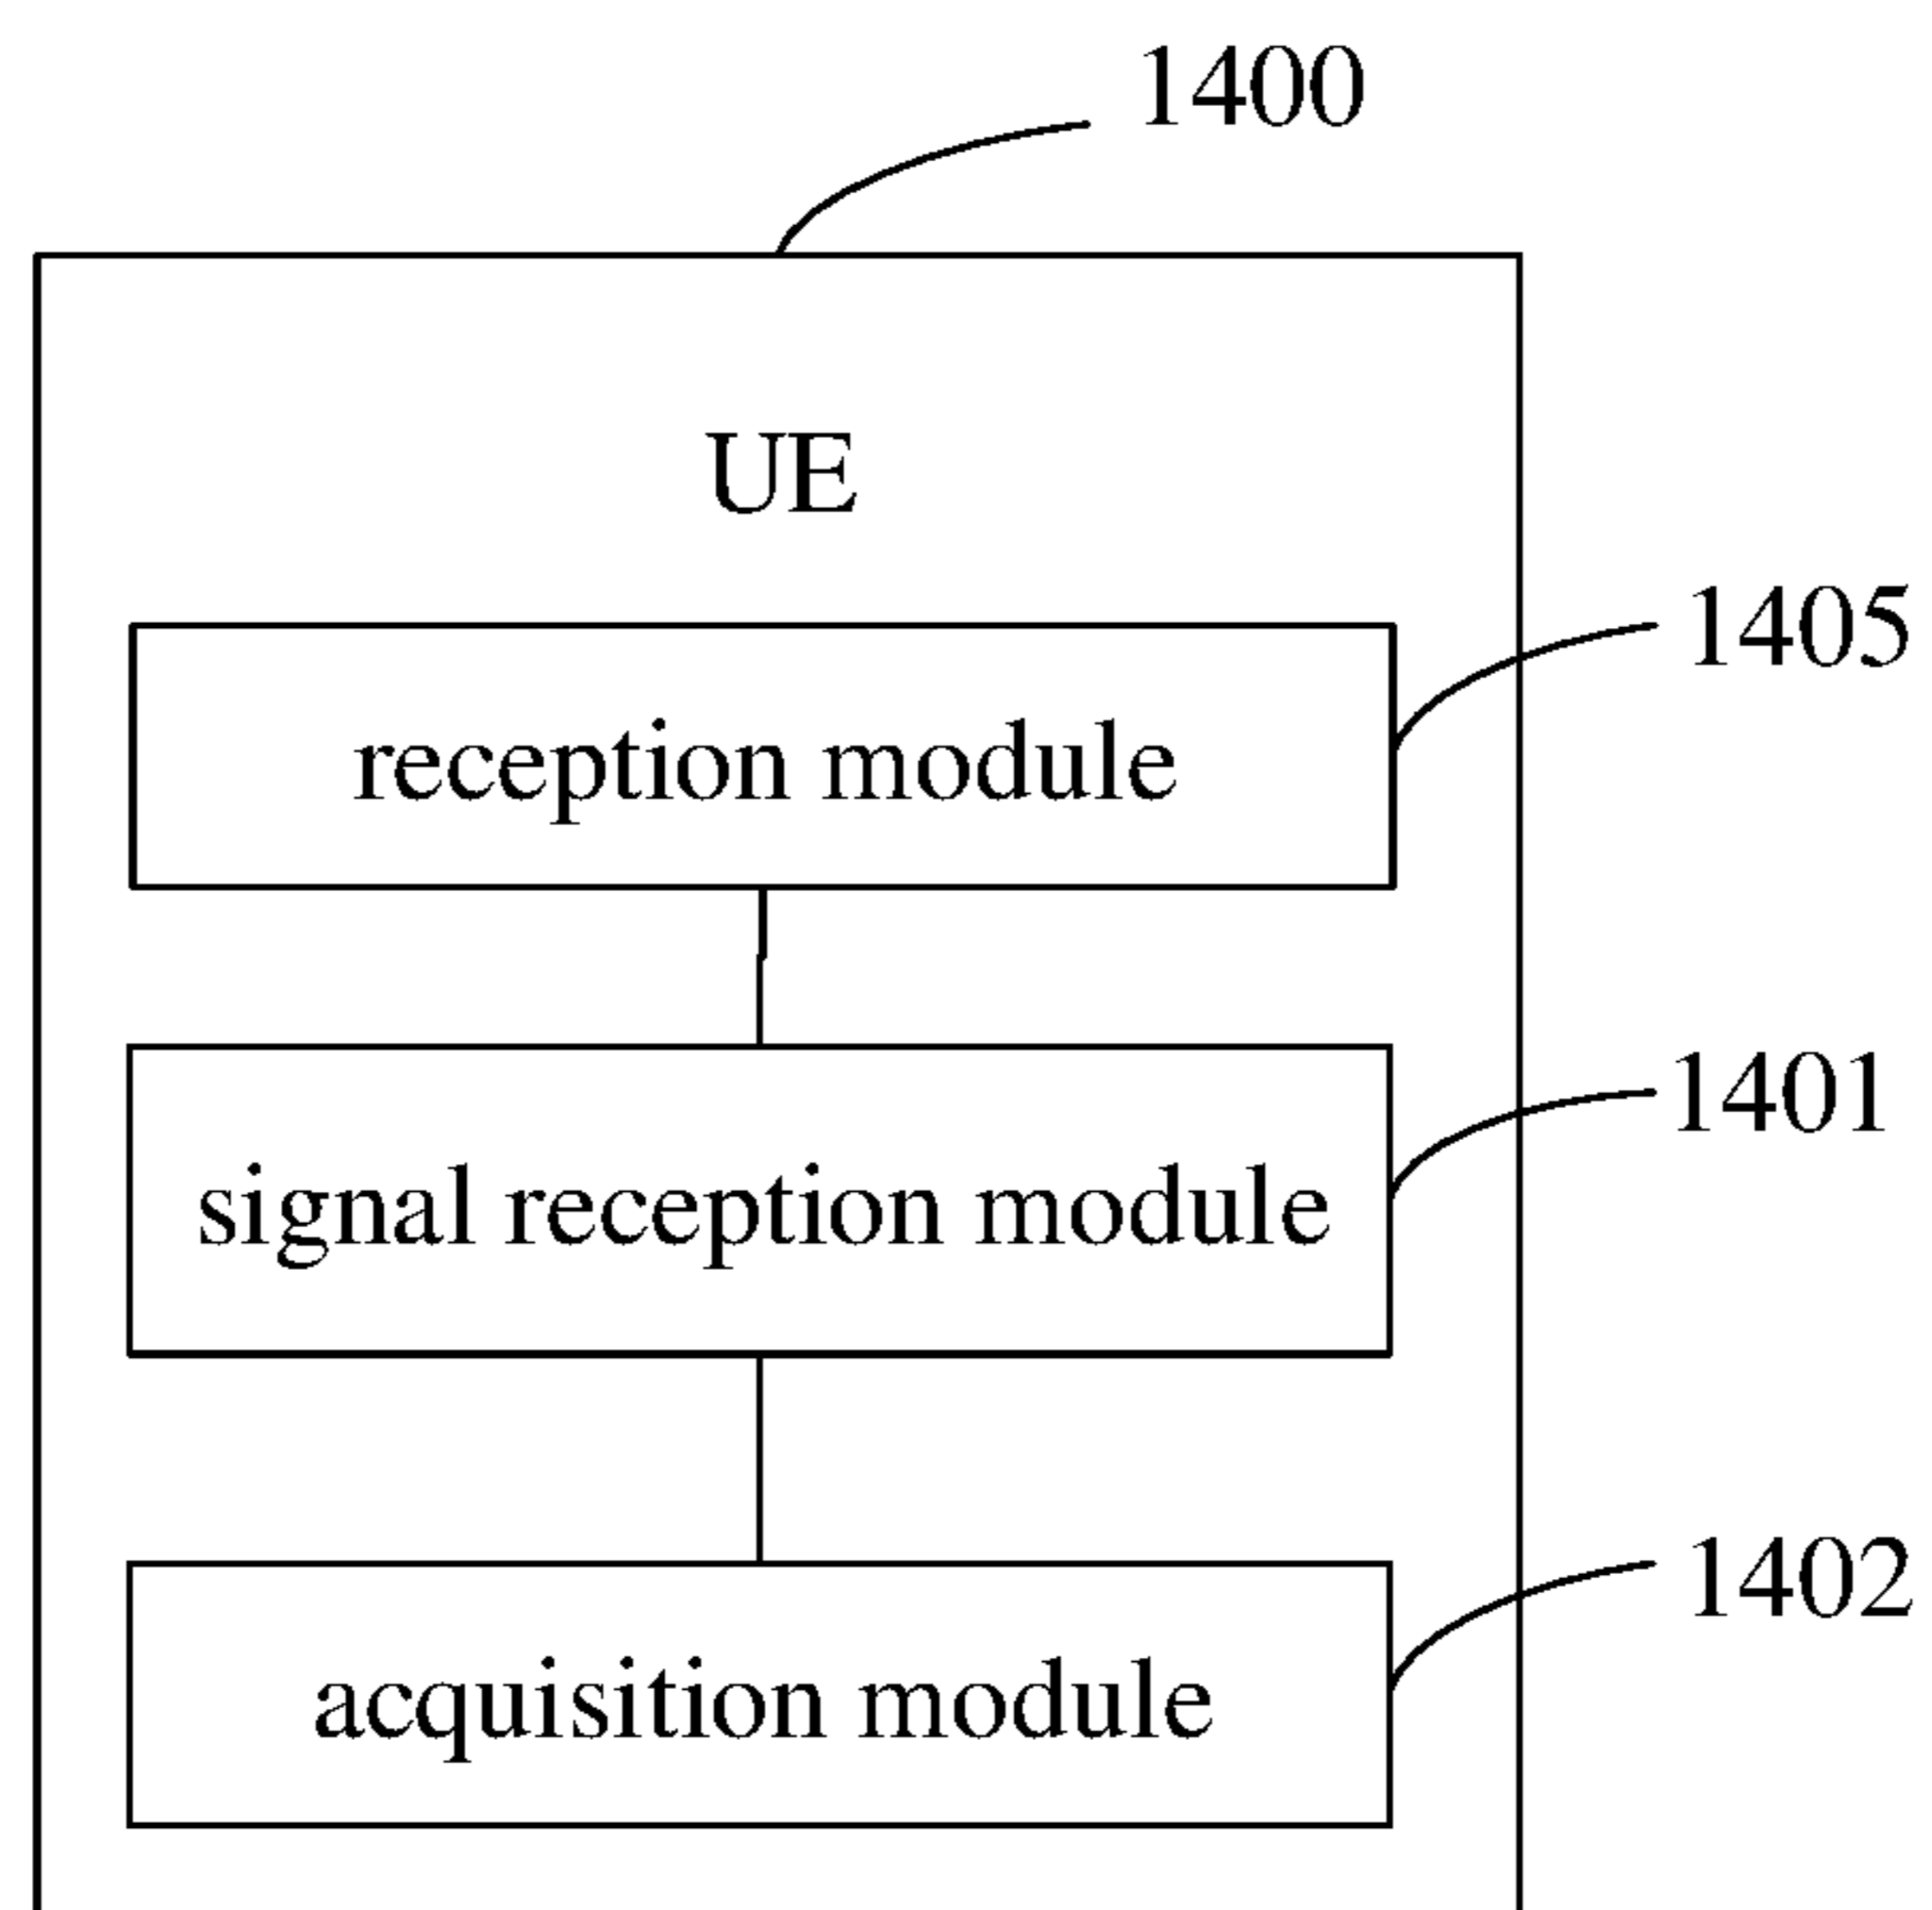 1400
UE
1405
reception module
1401
signal reception module
1402
acquisition module